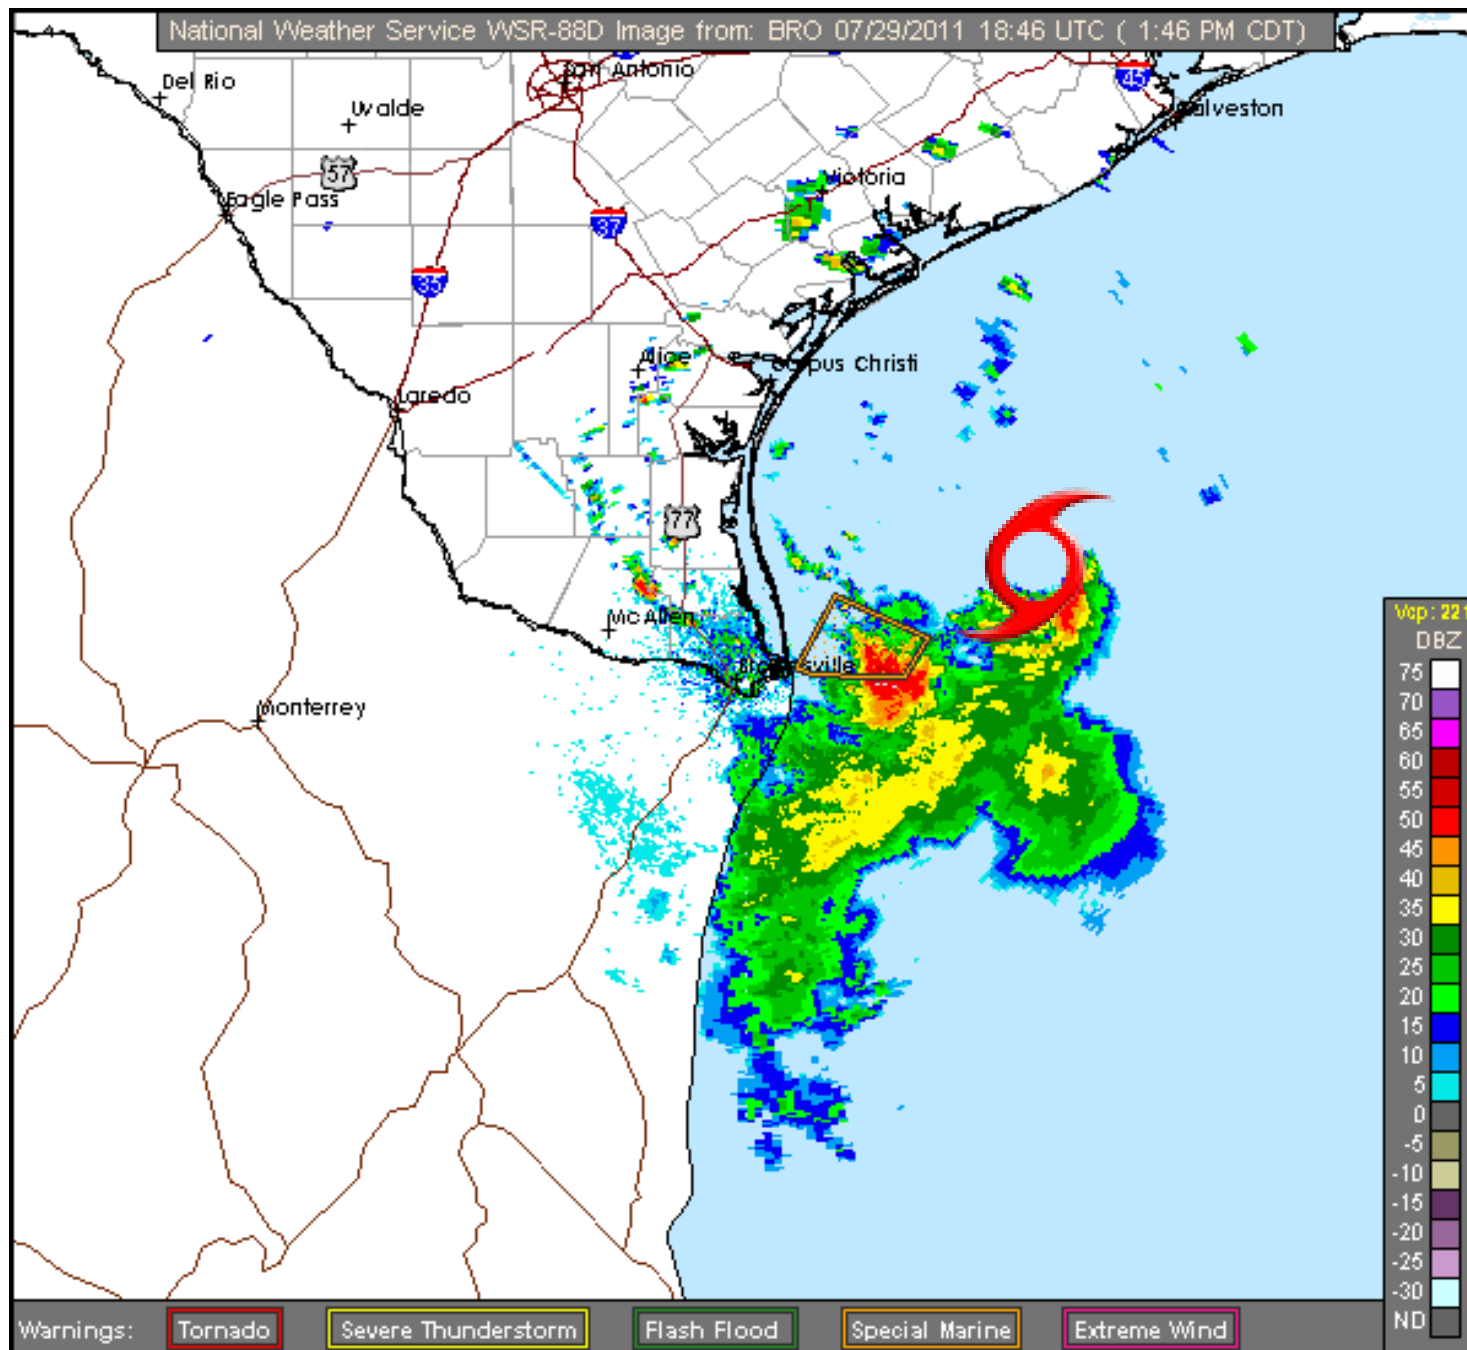 National Weather Service WSR-88D Image from: BRO 07/29/2011 18:46 UTC ( 1:46 PM CDT)
San Antonio
45
Del Rio
Uvalde
Galveston
57
Victoria
Eagle Pass
37
35
Alice
Corpus Christi
Laredo
77
McAllen
Brownsville
Monterrey
Vcp: 221
DBZ
75
70
65
60
55
50
45
40
35
30
25
20
15
10
5
0
-5
-10
-15
-20
-25
-30
ND
Warnings:
Tornado
Severe Thunderstorm
Flash Flood
Special Marine
Extreme Wind